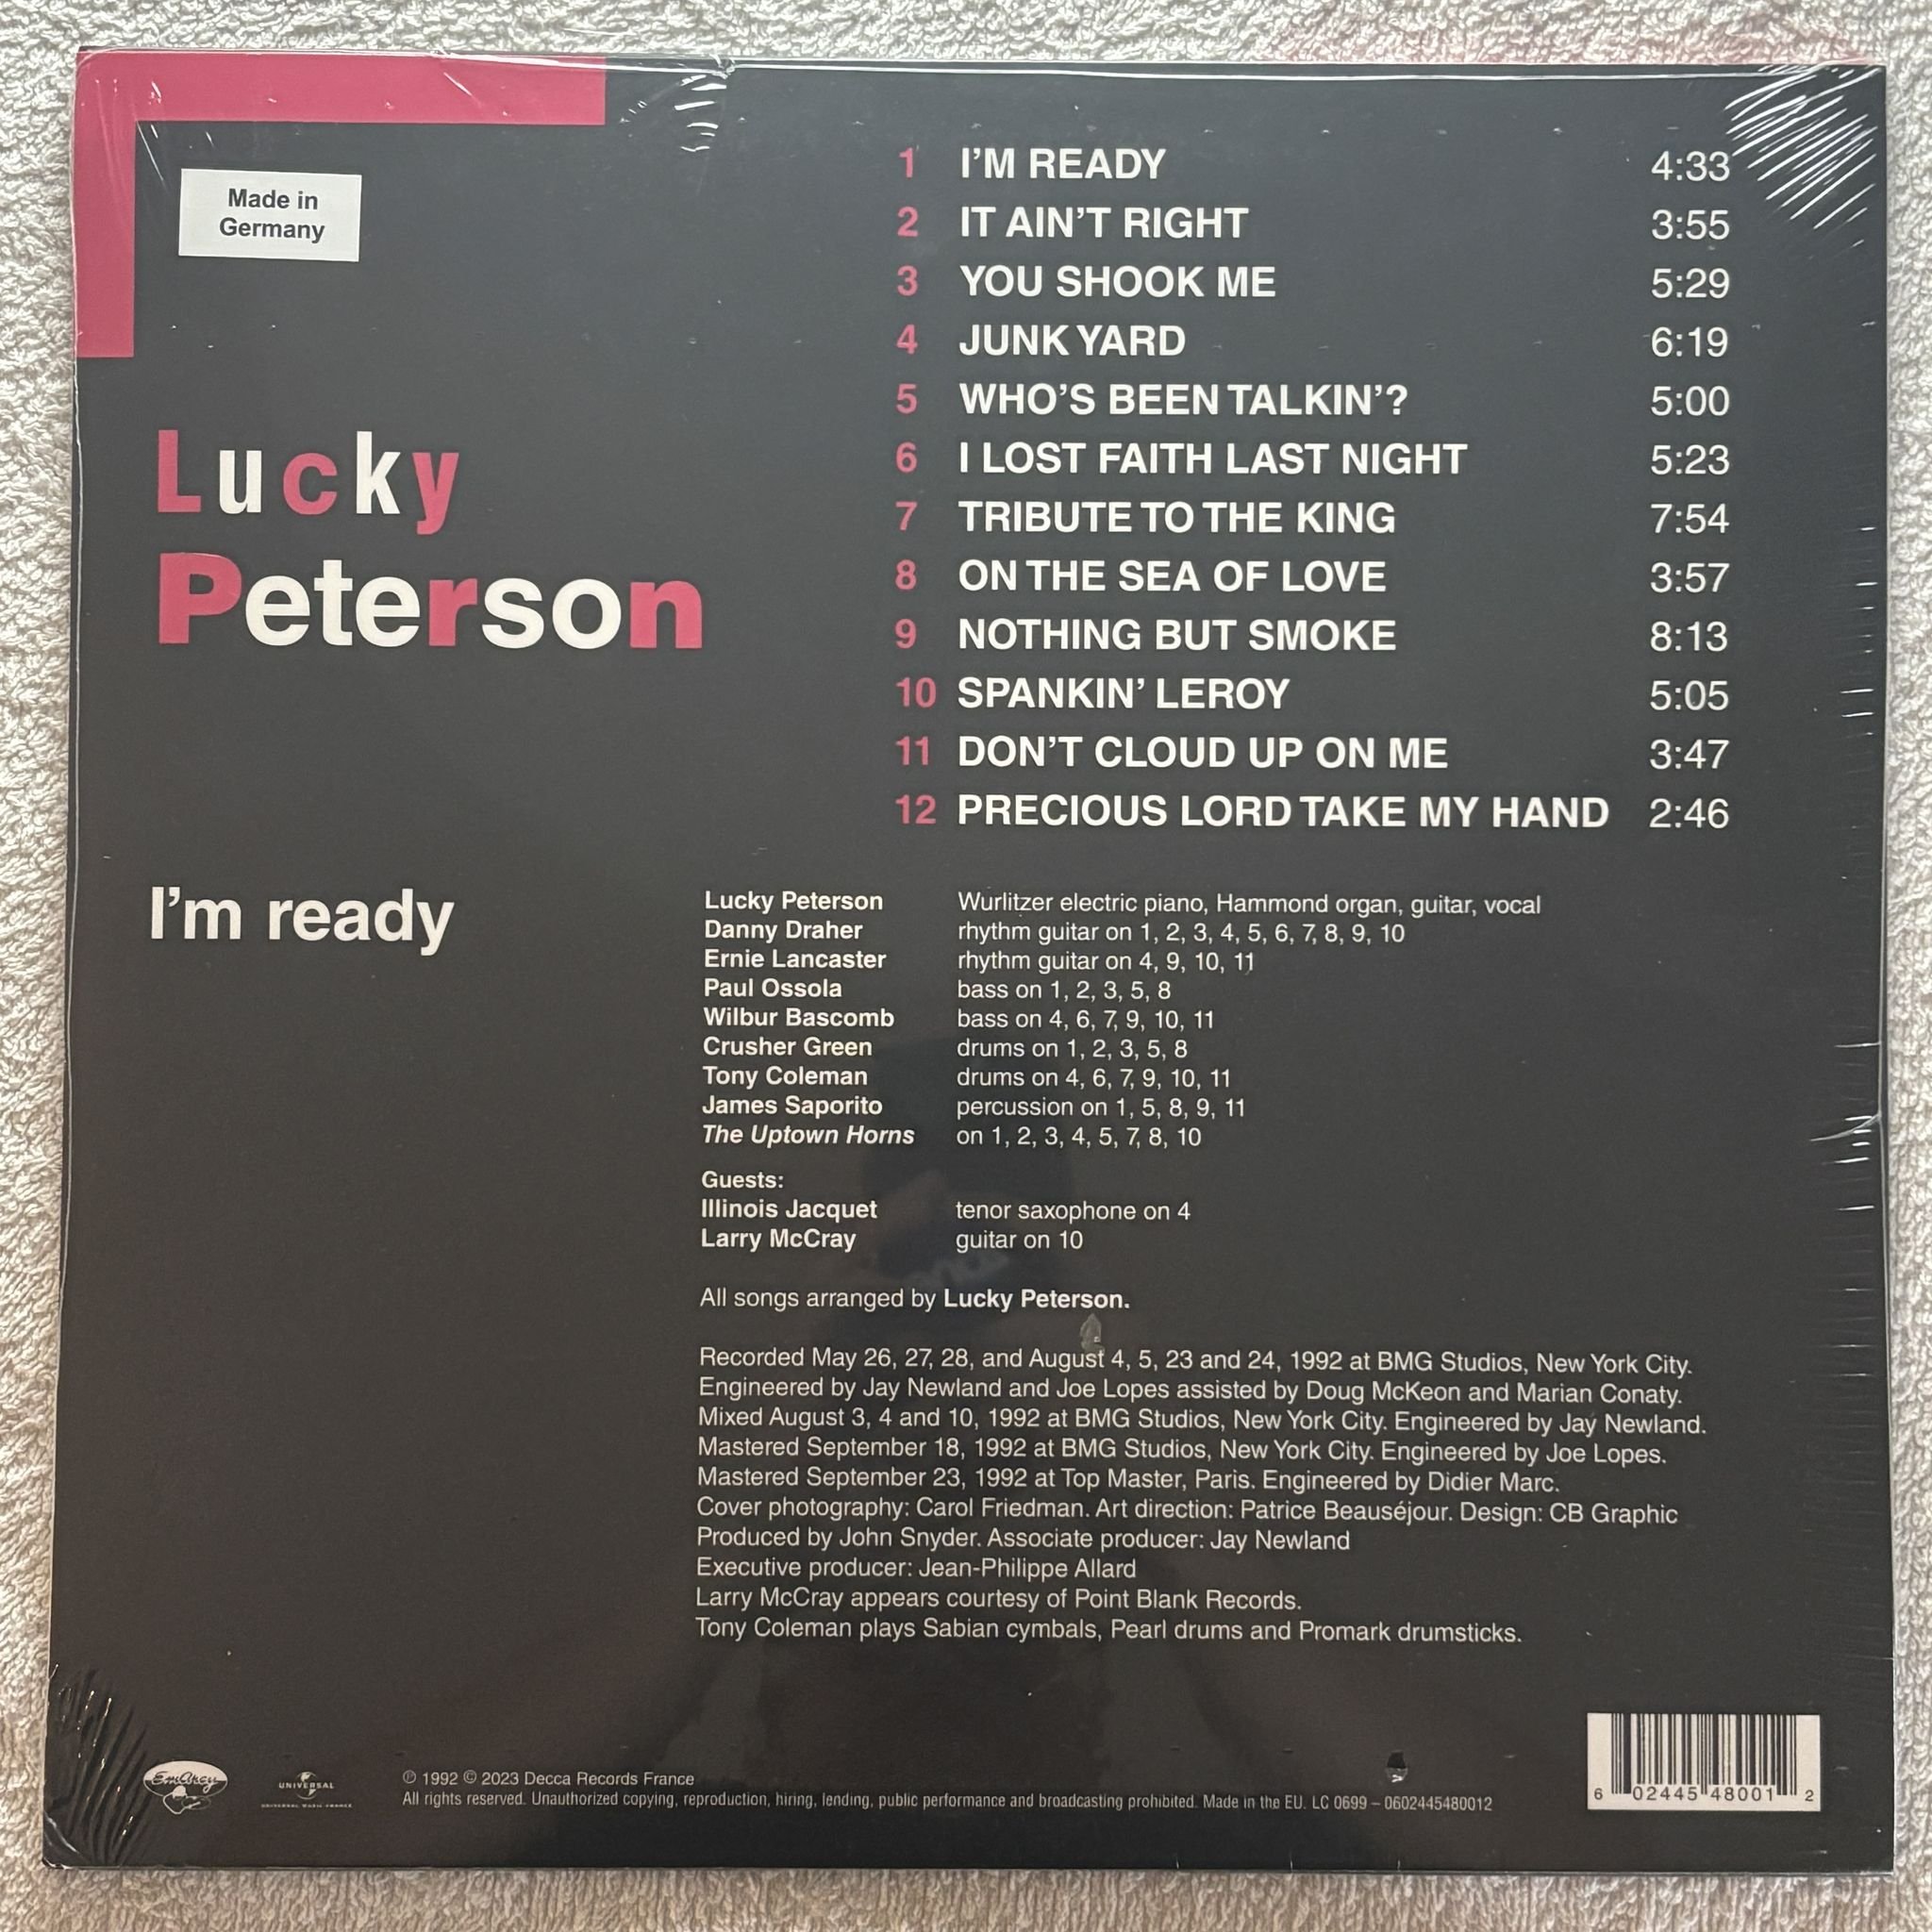 Made in
Germany
Lucky
Peterson
I'm ready
1 I'M READY 4:33
2 IT AIN'T RIGHT 3:55
3 YOU SHOOK ME 5:29
4 JUNK YARD 6:19
5 WHO'S BEEN TALKIN'? 5:00
6 I LOST FAITH LAST NIGHT 5:23
7 TRIBUTE TO THE KING 7:54
8 ON THE SEA OF LOVE 3:57
9 NOTHING BUT SMOKE 8:13
10 SPANKIN' LEROY 5:05
11 DON'T CLOUD UP ON ME 3:47
12 PRECIOUS LORD TAKE MY HAND 2:46
Lucky Peterson Wurlitzer electric piano, Hammond organ, guitar, vocal
Danny Draher rhythm guitar on 1, 2, 3, 4, 5, 6, 7, 8, 9, 10
Ernie Lancaster rhythm guitar on 4, 9, 10, 11
Paul Ossola bass on 1, 2, 3, 5, 8
Wilbur Bascomb bass on 4, 6, 7, 9, 10, 11
Crusher Green drums on 1, 2, 3, 5, 8
Tony Coleman drums on 4, 6, 7, 9, 10, 11
James Saporito percussion on 1, 5, 8, 9, 11
The Uptown Horns on 1, 2, 3, 4, 5, 7, 8, 10
Guests:
Illinois Jacquet tenor saxophone on 4
Larry McCray guitar on 10
All songs arranged by Lucky Peterson.
Recorded May 26, 27, 28, and August 4, 5, 23 and 24, 1992 at BMG Studios, New York City.
Engineered by Jay Newland and Joe Lopes assisted by Doug McKeon and Marian Conaty.
Mixed August 3, 4 and 10, 1992 at BMG Studios, New York City. Engineered by Jay Newland.
Mastered September 18, 1992 at BMG Studios, New York City. Engineered by Joe Lopes.
Mastered September 23, 1992 at Top Master, Paris. Engineered by Didier Marc.
Cover photography: Carol Friedman. Art direction: Patrice Beauséjour. Design: CB Graphic
Produced by John Snyder. Associate producer: Jay Newland
Executive producer: Jean-Philippe Allard
Larry McCray appears courtesy of Point Blank Records.
Tony Coleman plays Sabian cymbals, Pearl drums and Promark drumsticks.
EmArcy
UNIVERSAL
UNIVERSAL MUSIC FRANCE
℗ 1992 © 2023 Decca Records France
All rights reserved. Unauthorized copying, reproduction, hiring, lending, public performance and broadcasting prohibited. Made in the EU. LC 0699 – 0602445480012
6 02445 48001 2